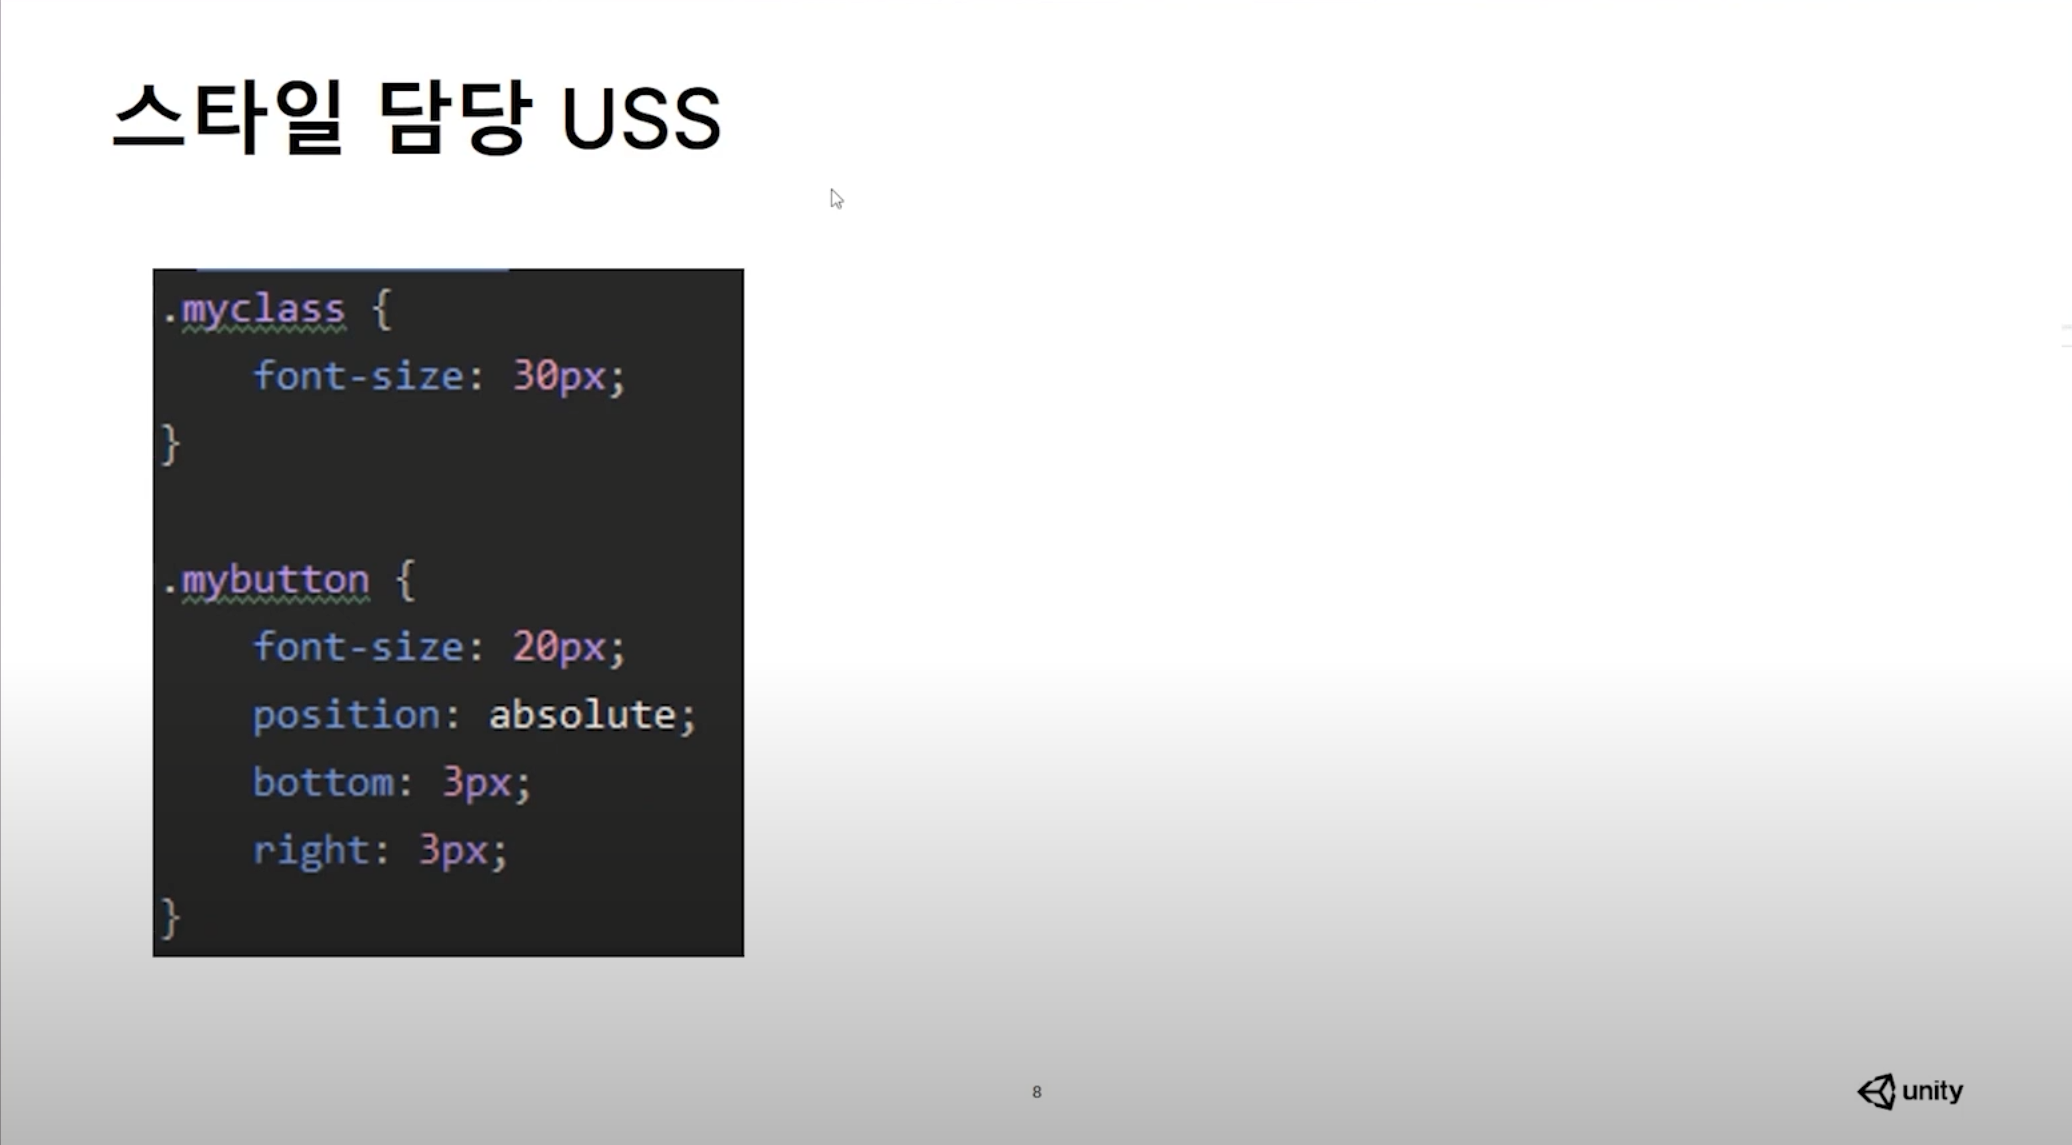 스타일 담당 USS
.myclass {
    font-size: 30px;
}
.mybutton {
    font-size: 20px;
    position: absolute;
    bottom: 3px;
    right: 3px;
}
8
unity